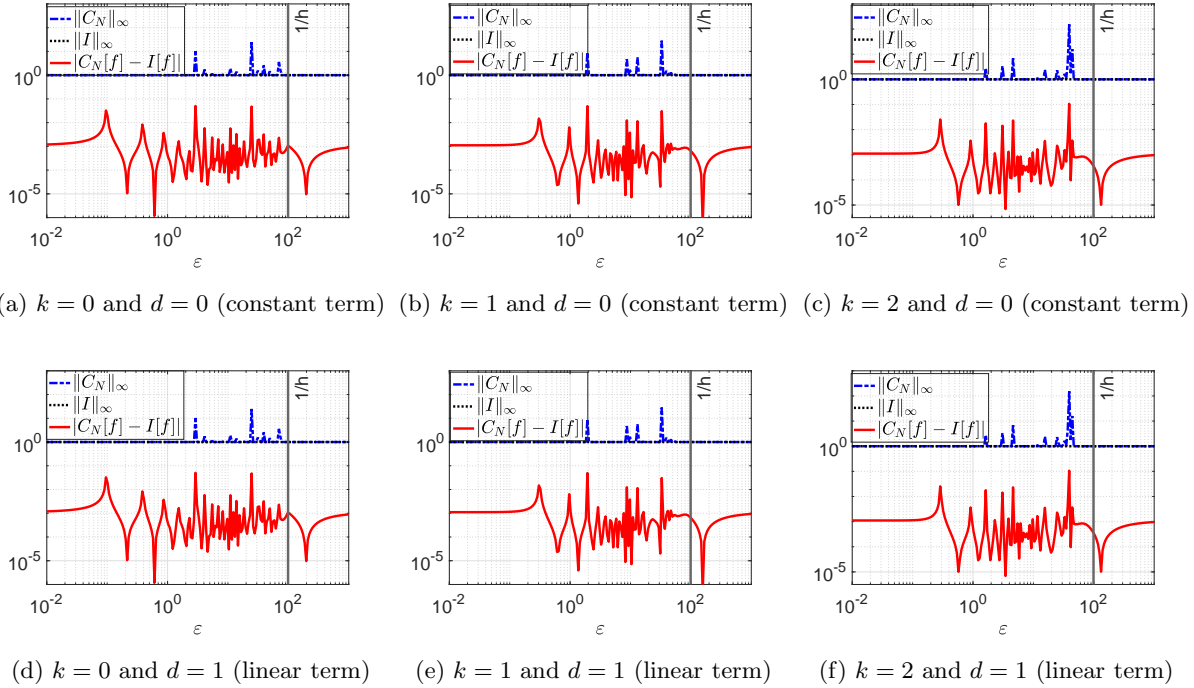 ‖C_N‖_∞
‖I‖_∞
|C_N[f] − I[f]|
1/h
10^0
10^-5
10^-2 10^0 10^2
ε
‖C_N‖_∞
‖I‖_∞
|C_N[f] − I[f]|
1/h
10^0
10^-5
10^-2 10^0 10^2
ε
‖C_N‖_∞
‖I‖_∞
|C_N[f] − I[f]|
1/h
10^0
10^-5
10^-2 10^0 10^2
ε
a) k = 0 and d = 0 (constant term) (b) k = 1 and d = 0 (constant term) (c) k = 2 and d = 0 (constant term)
‖C_N‖_∞
‖I‖_∞
|C_N[f] − I[f]|
1/h
10^0
10^-5
10^-2 10^0 10^2
ε
‖C_N‖_∞
‖I‖_∞
|C_N[f] − I[f]|
1/h
10^0
10^-5
10^-2 10^0 10^2
ε
‖C_N‖_∞
‖I‖_∞
|C_N[f] − I[f]|
1/h
10^0
10^-5
10^-2 10^0 10^2
ε
(d) k = 0 and d = 1 (linear term) (e) k = 1 and d = 1 (linear term) (f) k = 2 and d = 1 (linear term)